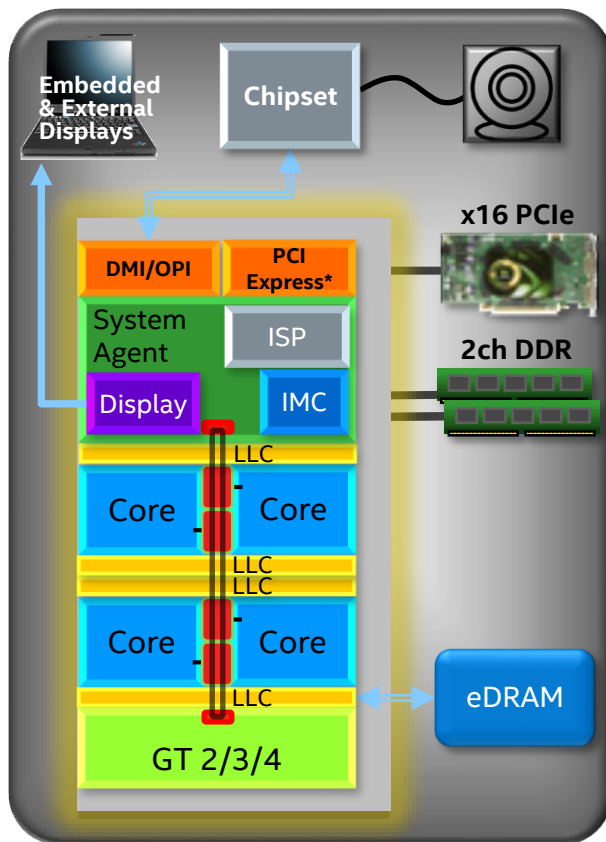 Embedded
& External
Displays
Chipset
x16 PCIe
DMI/OPI
PCI
Express*
System
Agent
ISP
2ch DDR
Display
IMC
LLC
Core
Core
LLC
LLC
Core
Core
LLC
eDRAM
GT 2/3/4